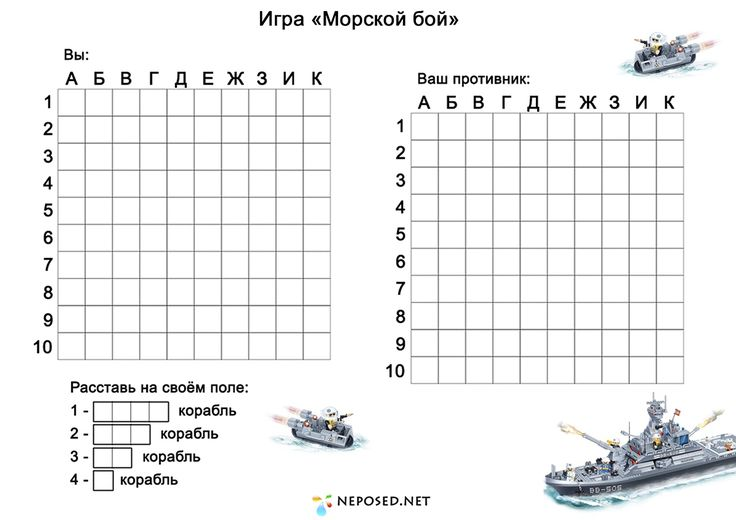 Игра «Морской бой»
Вы:
А Б В Г Д Е Ж З И К
1
2
3
4
5
6
7
8
9
10
Ваш противник:
А Б В Г Д Е Ж З И К
1
2
3
4
5
6
7
8
9
10
Расставь на своём поле:
1 - корабль
2 - корабль
3 - корабль
4 - корабль
NEPOSED.NET
BB-505